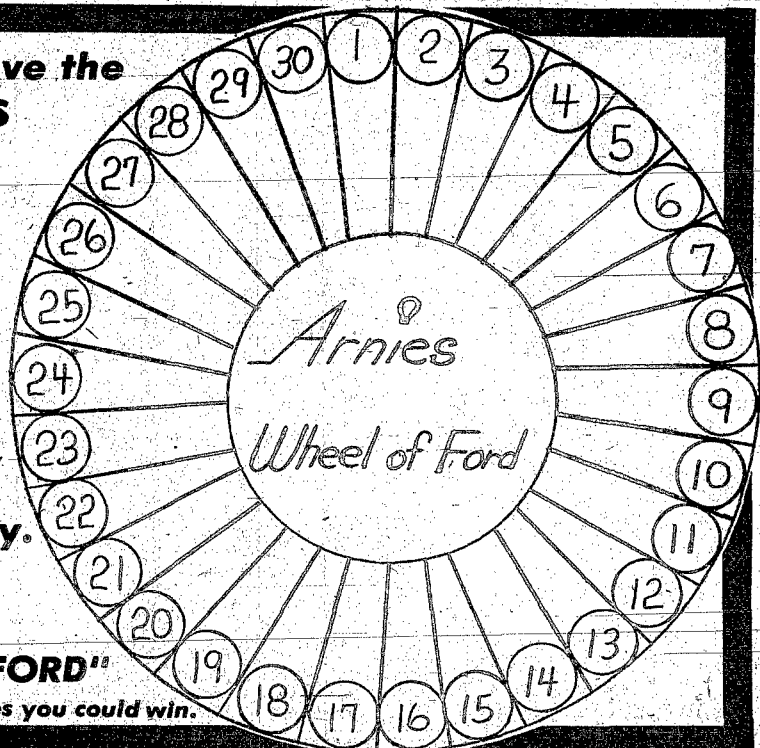 ve the
S
30 1 2 3 4 5 6 7 8 9 10 11 12 13 14 15 16 17 18 19 20 21 22 23 24 25 26 27 28 29
Arnies
Wheel of Ford
y.
FORD"
es you could win.